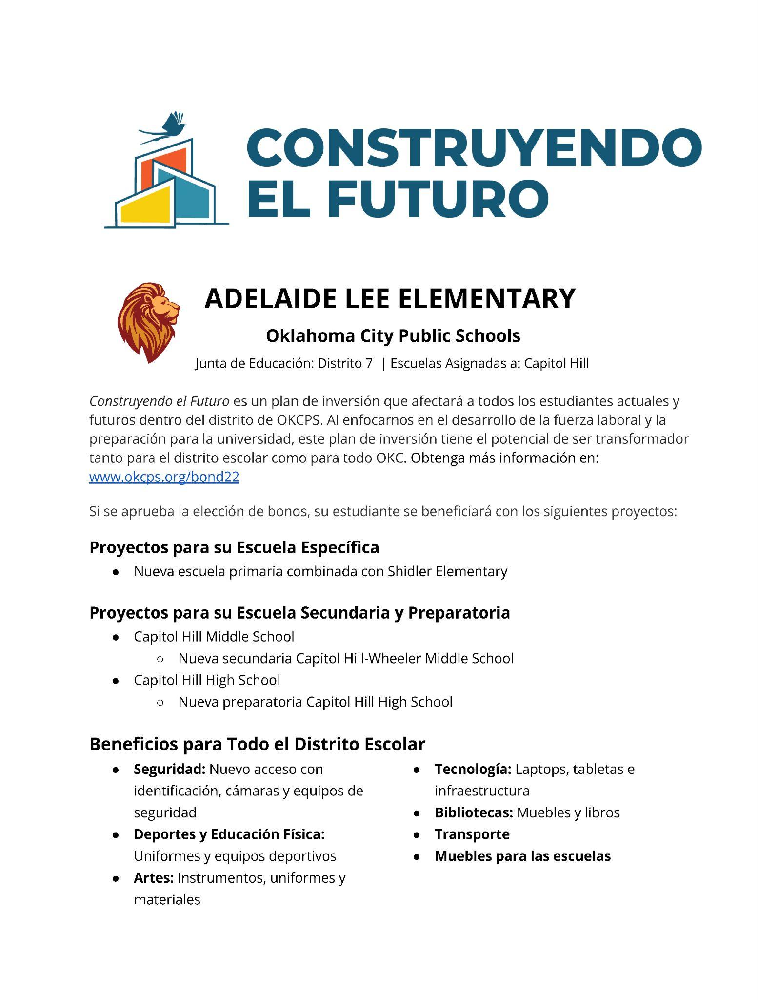 CONSTRUYENDO
EL FUTURO
ADELAIDE LEE ELEMENTARY
Oklahoma City Public Schools
Junta de Educación: Distrito 7 | Escuelas Asignadas a: Capitol Hill
Construyendo el Futuro es un plan de inversión que afectará a todos los estudiantes actuales y
futuros dentro del distrito de OKCPS. Al enfocarnos en el desarrollo de la fuerza laboral y la
preparación para la universidad, este plan de inversión tiene el potencial de ser transformador
tanto para el distrito escolar como para todo OKC. Obtenga más información en:
www.okcps.org/bond22
Si se aprueba la elección de bonos, su estudiante se beneficiará con los siguientes proyectos:
Proyectos para su Escuela Específica
● Nueva escuela primaria combinada con Shidler Elementary
Proyectos para su Escuela Secundaria y Preparatoria
● Capitol Hill Middle School
○ Nueva secundaria Capitol Hill-Wheeler Middle School
● Capitol Hill High School
○ Nueva preparatoria Capitol Hill High School
Beneficios para Todo el Distrito Escolar
● Seguridad: Nuevo acceso con
identificación, cámaras y equipos de
seguridad
● Deportes y Educación Física:
Uniformes y equipos deportivos
● Artes: Instrumentos, uniformes y
materiales
● Tecnología: Laptops, tabletas e
infraestructura
● Bibliotecas: Muebles y libros
● Transporte
● Muebles para las escuelas